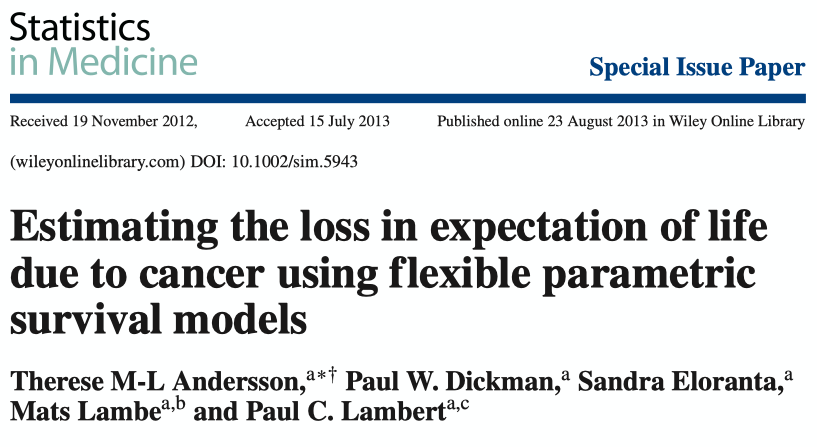 Statistics
in Medicine
Special Issue Paper
Received 19 November 2012, Accepted 15 July 2013 Published online 23 August 2013 in Wiley Online Library
(wileyonlinelibrary.com) DOI: 10.1002/sim.5943
Estimating the loss in expectation of life
due to cancer using flexible parametric
survival models
Therese M-L Andersson,a*† Paul W. Dickman,a Sandra Eloranta,a
Mats Lambea,b and Paul C. Lamberta,c